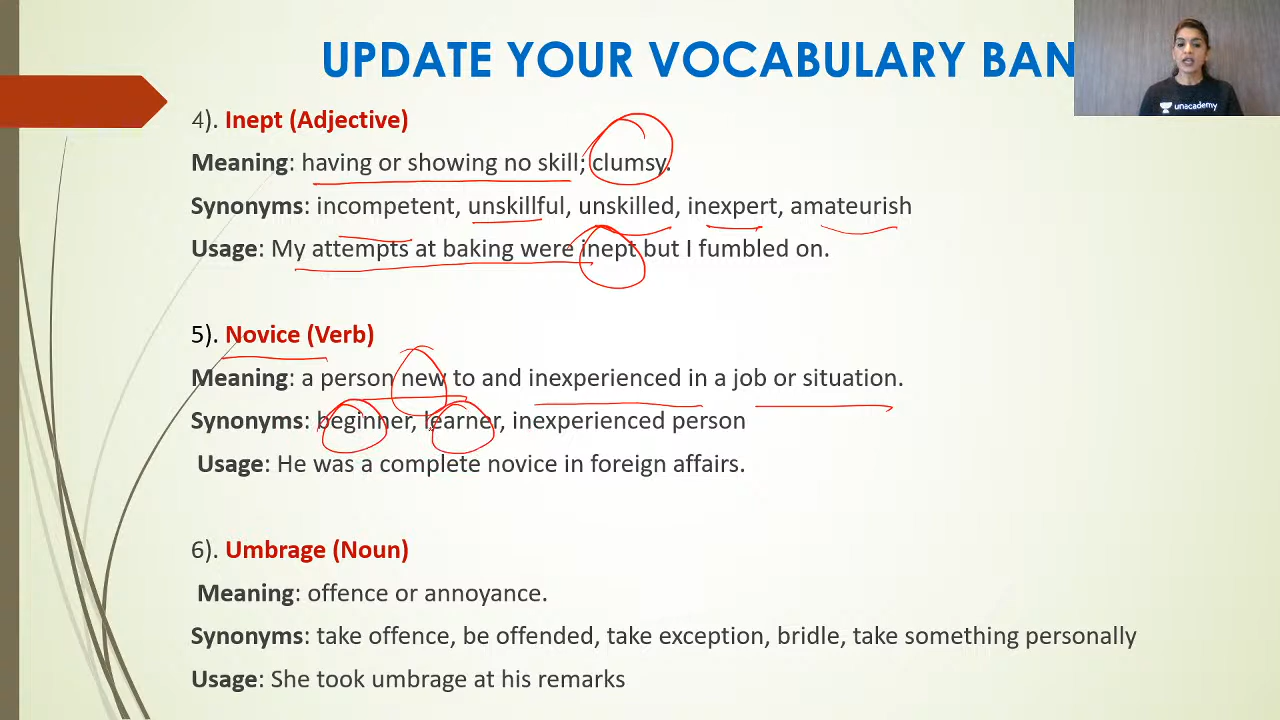 UPDATE YOUR VOCABULARY BAN
unacademy
4). Inept (Adjective)
Meaning: having or showing no skill; clumsy.
Synonyms: incompetent, unskillful, unskilled, inexpert, amateurish
Usage: My attempts at baking were inept but I fumbled on.
5). Novice (Verb)
Meaning: a person new to and inexperienced in a job or situation.
Synonyms: beginner, learner, inexperienced person
Usage: He was a complete novice in foreign affairs.
6). Umbrage (Noun)
Meaning: offence or annoyance.
Synonyms: take offence, be offended, take exception, bridle, take something personally
Usage: She took umbrage at his remarks